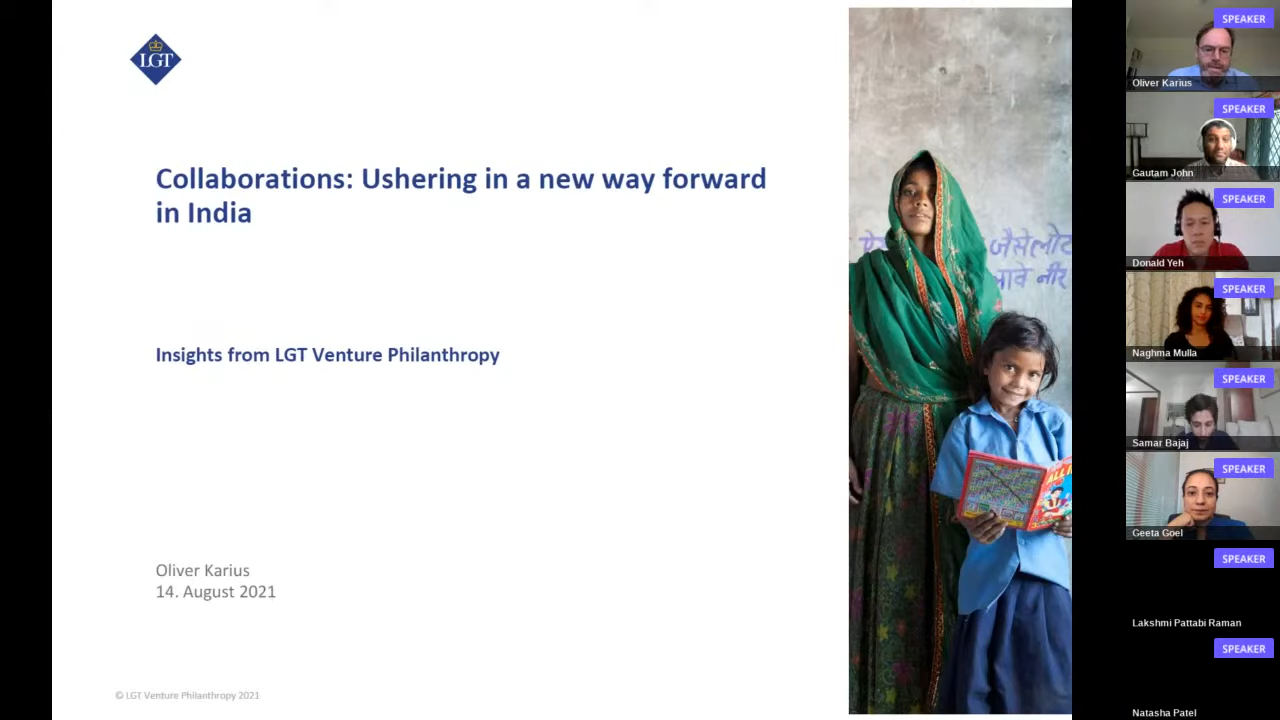 LGT
Collaborations: Ushering in a new way forward
in India
Insights from LGT Venture Philanthropy
Oliver Karius
14. August 2021
© LGT Venture Philanthropy 2021
जैसे लोट
आवे नीर
SPEAKER
Oliver Karius
SPEAKER
Gautam John
SPEAKER
Donald Yeh
SPEAKER
Naghma Mulla
SPEAKER
Samar Bajaj
SPEAKER
Geeta Goel
SPEAKER
Lakshmi Pattabi Raman
SPEAKER
Natasha Patel